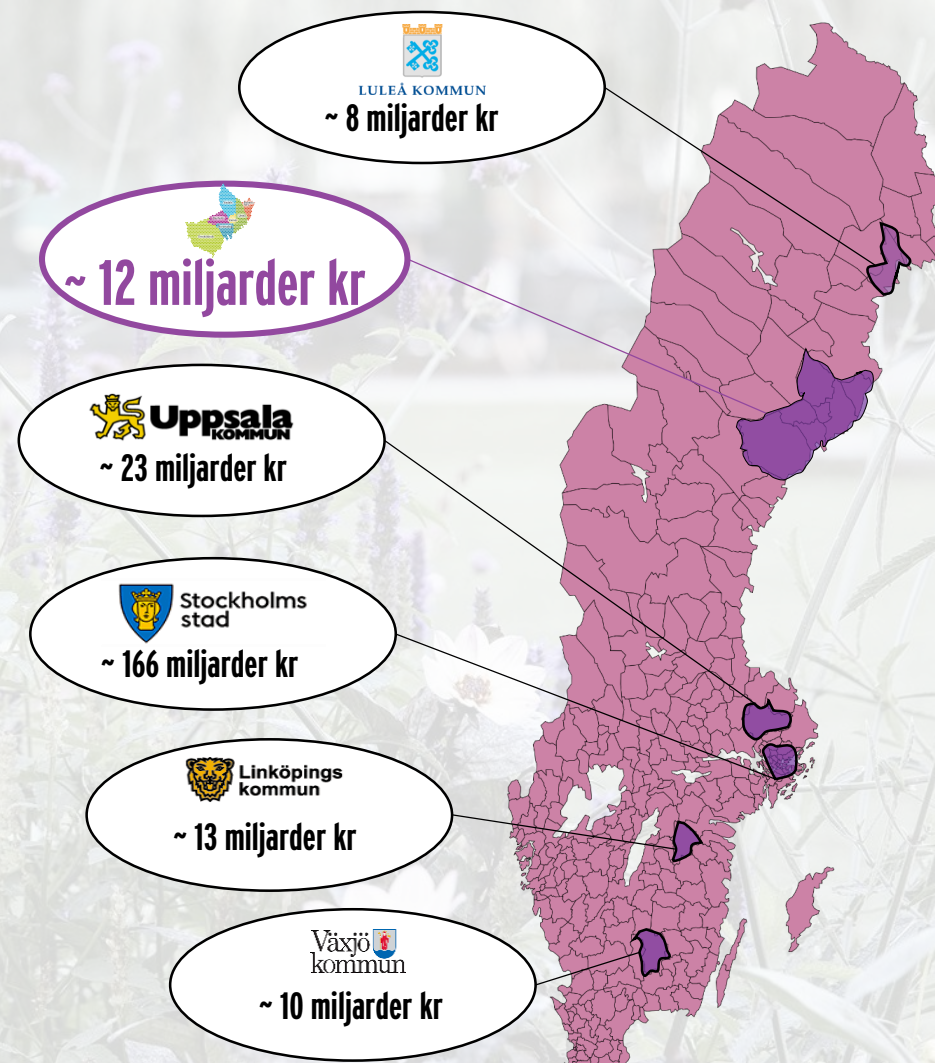 LULEÅ KOMMUN
~ 8 miljarder kr
~ 12 miljarder kr
Uppsala
KOMMUN
~ 23 miljarder kr
Stockholms
stad
~ 166 miljarder kr
Linköpings
kommun
~ 13 miljarder kr
Växjö
kommun
~ 10 miljarder kr